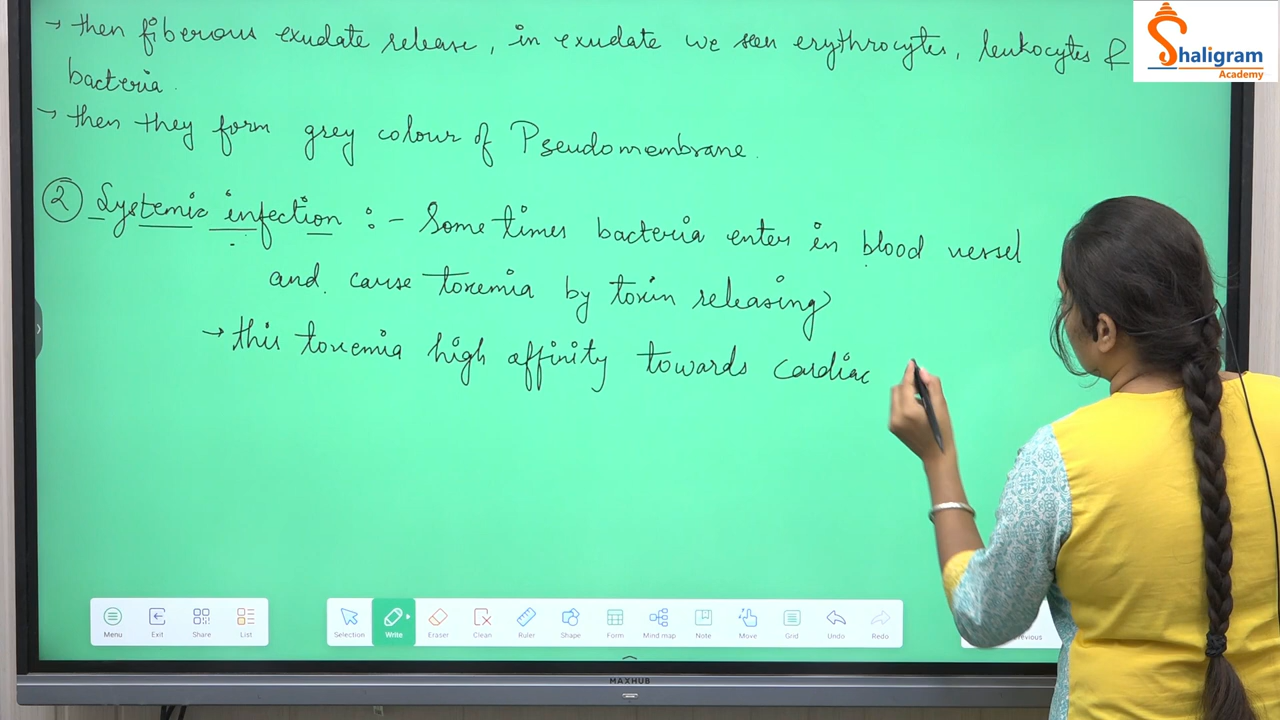 → then fiberous exudate release, in exudate we seen erythrocytes, leukocytes &
bacteria.
→ then they form grey colour of Pseudomembrane.
② Systemic infection :- Some times bacteria enter in blood vessel
and cause toxemia by toxin releasing
→ this toxemia high affinity towards cardiac
Shaligram
Academy
Menu Exit Share List Selection Write Eraser Clean Ruler Shape Form Mind map Note Move Grid Undo Redo
MAXHUB